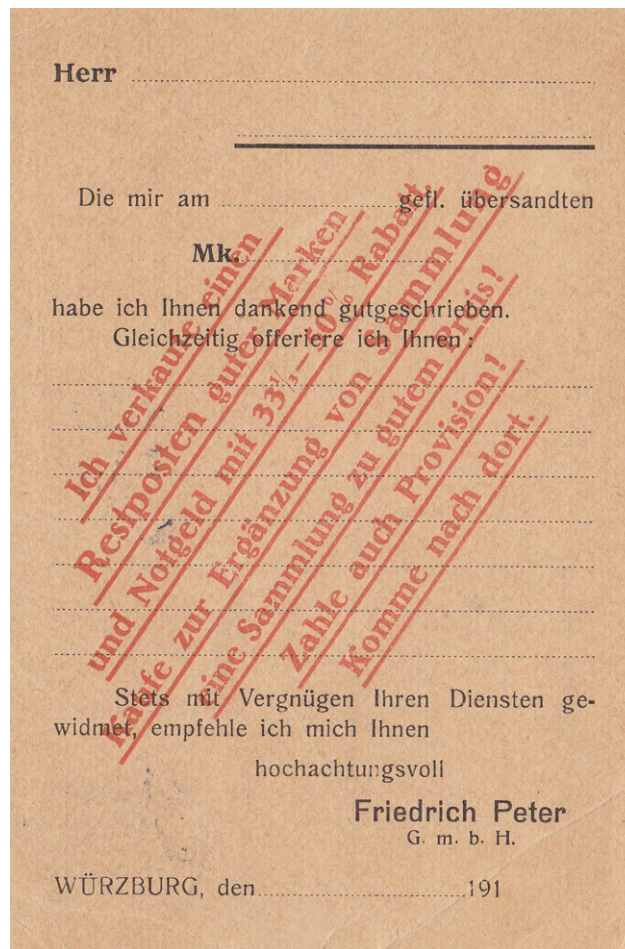 Herr
Die mir am gefl. übersandten
Mk.
habe ich Ihnen dankend gutgeschrieben.
Gleichzeitig offeriere ich Ihnen:
Stets mit Vergnügen Ihren Diensten ge-
widmet, empfehle ich mich Ihnen
hochachtungsvoll
Friedrich Peter
G. m. b. H.
WÜRZBURG, den 191
Ich verkaufe einen
Restposten guter Marken
und Notgeld mit 33⅓—50% Rabatt.
Kaufe zur Ergänzung von Sammlung
eine Sammlung zu gutem Preis!
Zahle auch Provision!
Komme nach dort.